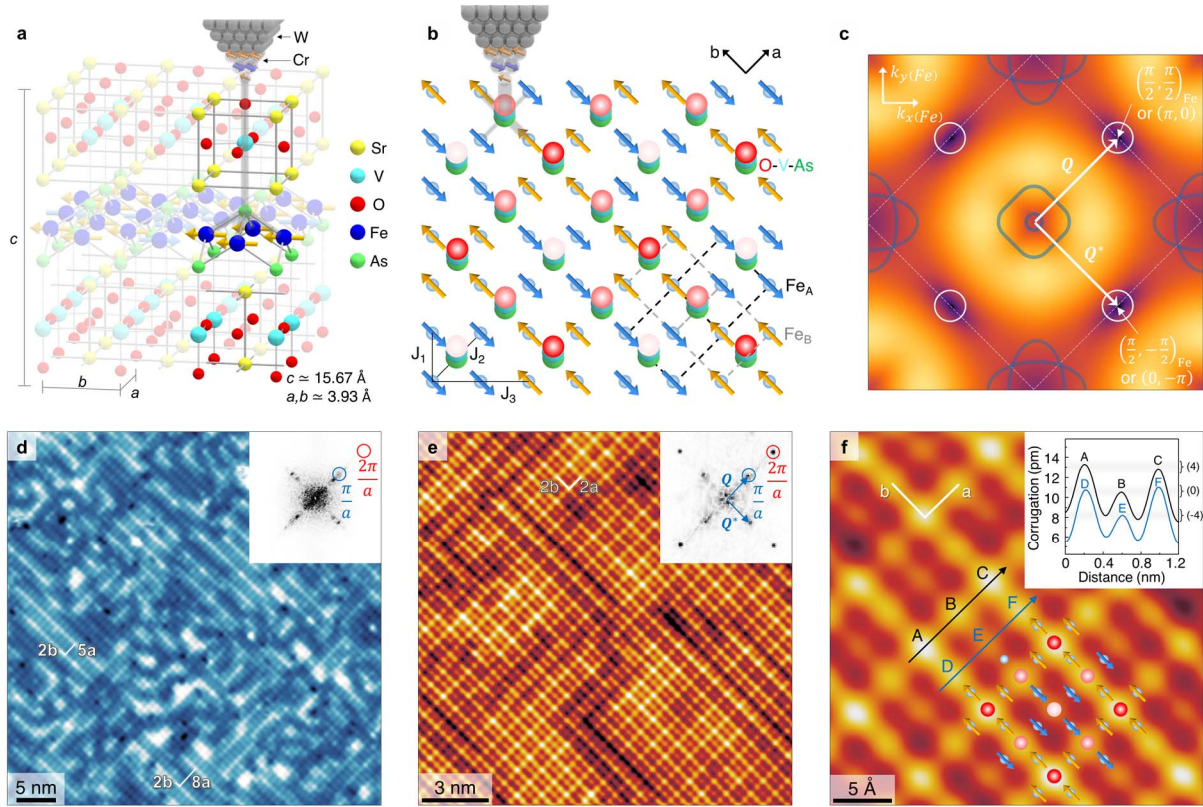 a
W
Cr
c
Sr
V
O
Fe
As
b
a
c ≃ 15.67 Å
a,b ≃ 3.93 Å
b
b a
O-V-As
Fe_A
Fe_B
J_1
J_2
J_3
c
k_y(Fe)
k_x(Fe)
(π/2, π/2)_Fe
or (π, 0)
Q
Q*
(π/2, -π/2)_Fe
or (0, -π)
d
2π/a
π/a
2b 5a
2b 8a
5 nm
e
2b 2a
Q
Q*
2π/a
π/a
3 nm
f
b a
Corrugation (pm)
14
12
10
8
6
A
B
C
D
E
F
(4)
(0)
(-4)
0 0.4 0.8 1.2
Distance (nm)
C
B
A
F
E
D
5 Å